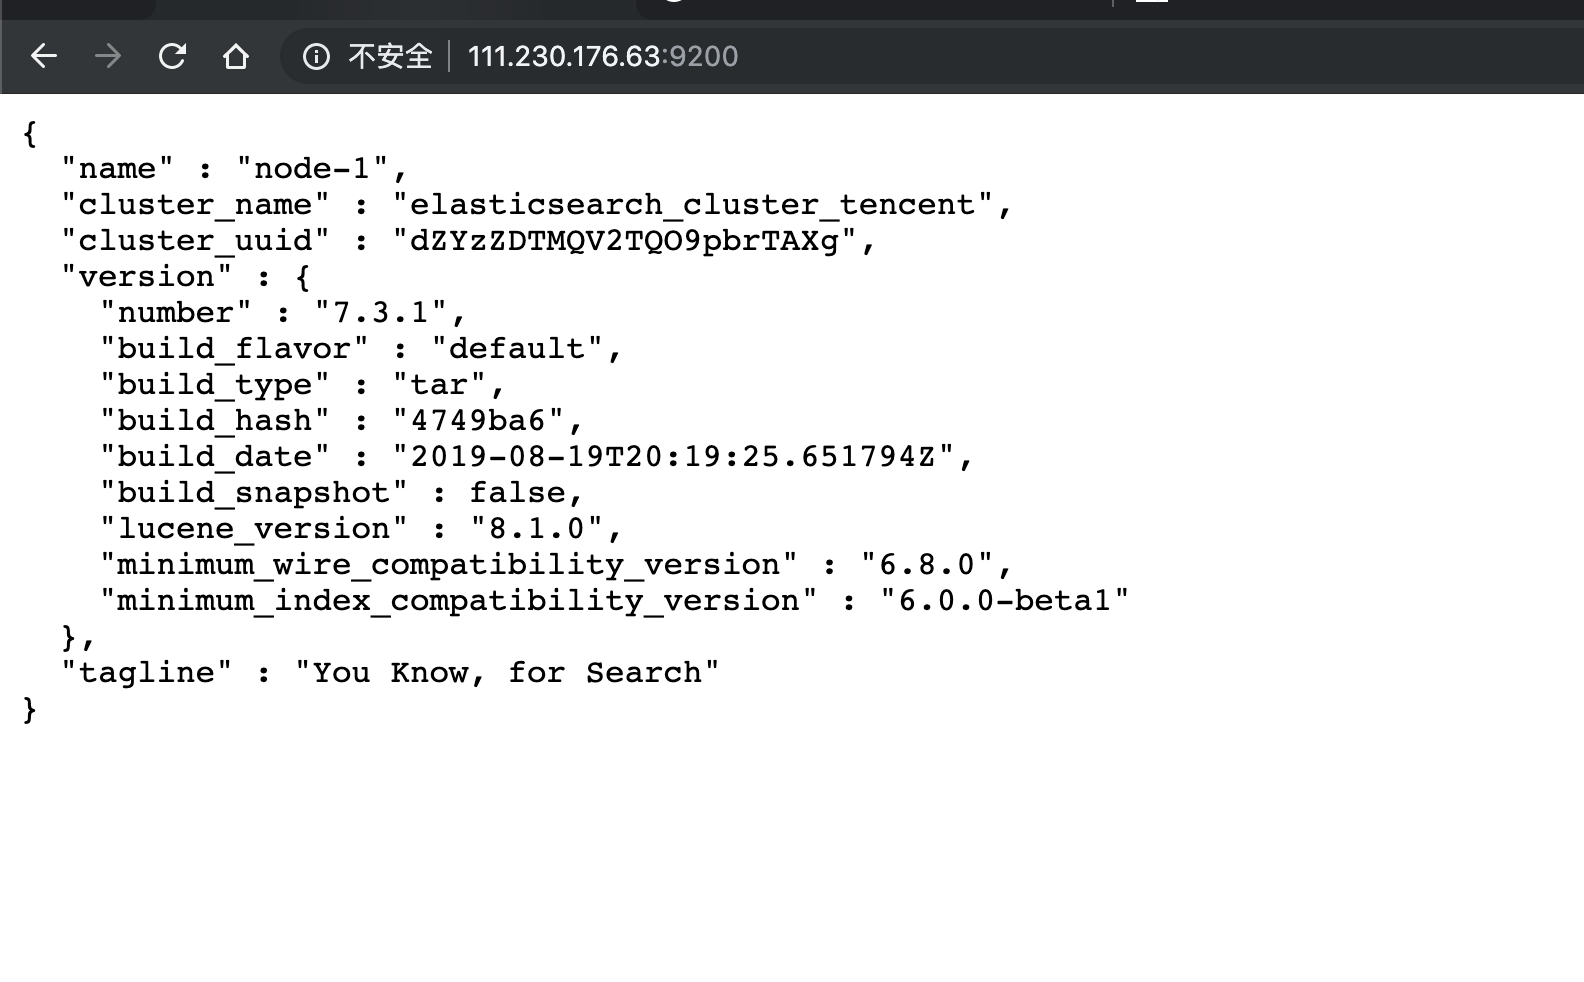 不安全 111.230.176.63:9200
{
  "name" : "node-1",
  "cluster_name" : "elasticsearch_cluster_tencent",
  "cluster_uuid" : "dZYzZDTMQV2TQO9pbrTAXg",
  "version" : {
    "number" : "7.3.1",
    "build_flavor" : "default",
    "build_type" : "tar",
    "build_hash" : "4749ba6",
    "build_date" : "2019-08-19T20:19:25.651794Z",
    "build_snapshot" : false,
    "lucene_version" : "8.1.0",
    "minimum_wire_compatibility_version" : "6.8.0",
    "minimum_index_compatibility_version" : "6.0.0-beta1"
  },
  "tagline" : "You Know, for Search"
}